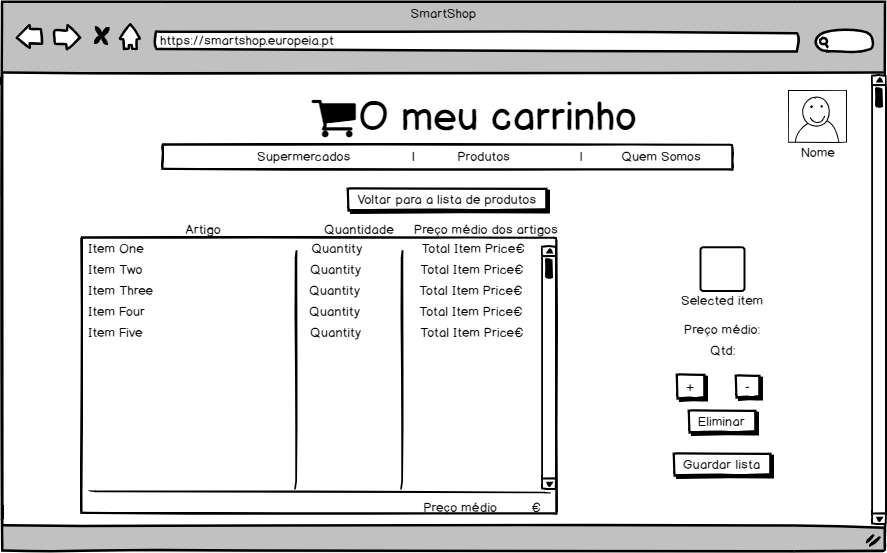 SmartShop
https://smartshop.europeia.pt
O meu carrinho
Nome
Supermercados | Produtos | Quem Somos
Voltar para a lista de produtos
Artigo Quantidade Preço médio dos artigos
Item One Quantity Total Item Price€
Item Two Quantity Total Item Price€
Item Three Quantity Total Item Price€
Item Four Quantity Total Item Price€
Item Five Quantity Total Item Price€
Preço médio €
Selected item
Preço médio:
Qtd:
+ -
Eliminar
Guardar lista